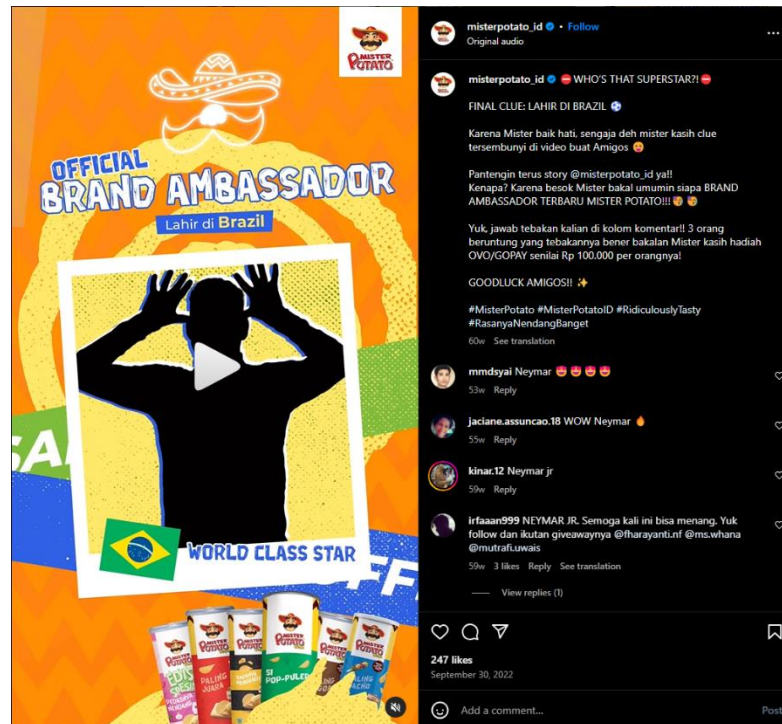 MISTER
POTATO
OFFICIAL
BRAND AMBASSADOR
Lahir di Brazil
WORLD CLASS STAR
MISTER
POTATO
PALING
JUARA
SI
POP-PULER
misterpotato_id • Follow
Original audio
misterpotato_id ⛔ WHO'S THAT SUPERSTAR?! ⛔
FINAL CLUE: LAHIR DI BRAZIL ⚽
Karena Mister baik hati, sengaja deh mister kasih clue
tersembunyi di video buat Amigos 🥵
Pantengin terus story @misterpotato_id ya!!
Kenapa? Karena besok Mister bakal umumin siapa BRAND
AMBASSADOR TERBARU MISTER POTATO!!! 🥳 🥳
Yuk, jawab tebakan kalian di kolom komentar!! 3 orang
beruntung yang tebakannya bener bakalan Mister kasih hadiah
OVO/GOPAY senilai Rp 100.000 per orangnya!
GOODLUCK AMIGOS!! ✨
#MisterPotato #MisterPotatoID #RidiculouslyTasty
#RasanyaNendangBanget
60w See translation
mmdsyai Neymar 😍😍😍😍
53w Reply
jaciane.assuncao.18 WOW Neymar 🔥
55w Reply
kinar.12 Neymar jr
59w Reply
irfaaan999 NEYMAR JR. Semoga kali ini bisa menang. Yuk
follow dan ikutan giveawaynya @fharayanti.nf @ms.whana
@mutrafi.uwais
59w 3 likes Reply See translation
View replies (1)
247 likes
September 30, 2022
Add a comment...
Post